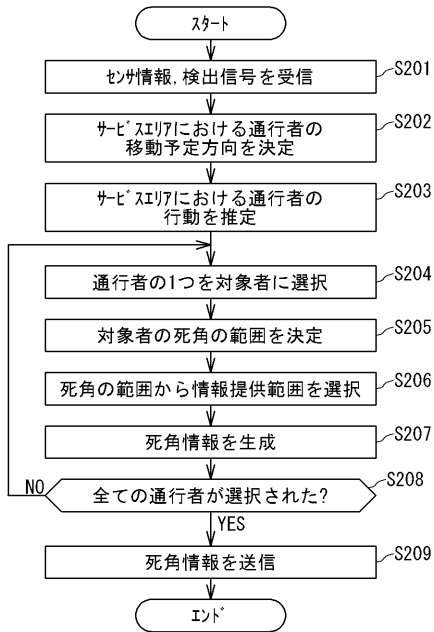 スタート
センサ情報,検出信号を受信
S201
サービスエリアにおける通行者の
移動予定方向を決定
S202
サービスエリアにおける通行者の
行動を推定
S203
通行者の1つを対象者に選択
S204
対象者の死角の範囲を決定
S205
死角の範囲から情報提供範囲を選択
S206
死角情報を生成
S207
全ての通行者が選択された?
S208
NO
YES
死角情報を送信
S209
エンド